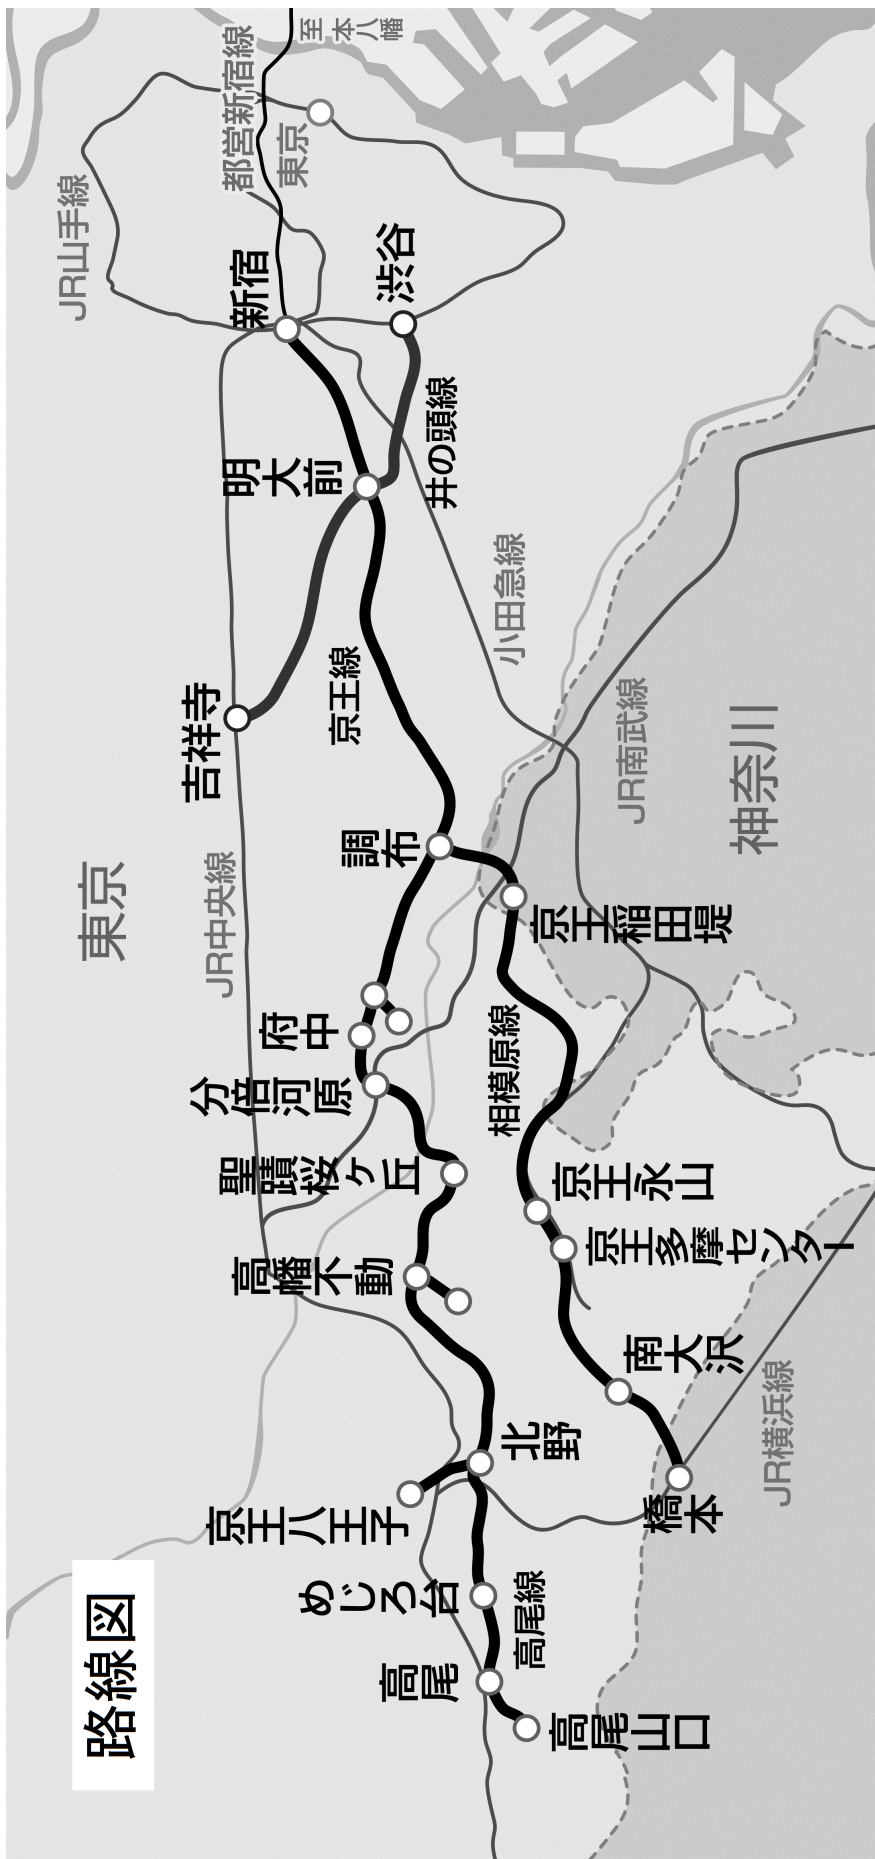 路線図
東京
神奈川
JR山手線
都営新宿線
至本八幡
東京
新宿
渋谷
明大前
井の頭線
小田急線
吉祥寺
京王線
JR中央線
調布
JR南武線
京王稲田堤
府中
分倍河原
相模原線
聖蹟桜ヶ丘
京王永山
高幡不動
京王多摩センター
南大沢
北野
京王八王子
橋本
JR横浜線
めじろ台
高尾線
高尾
高尾山口